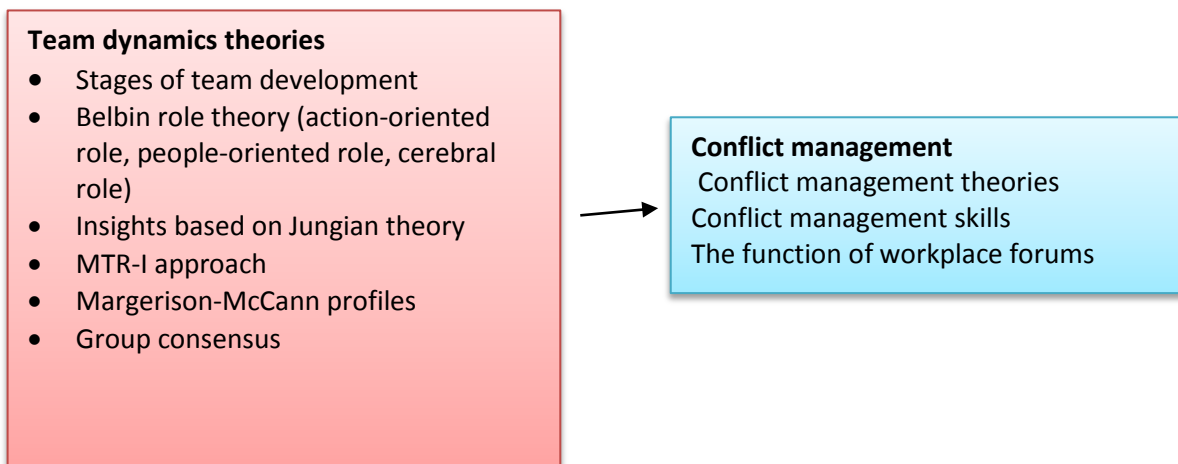 Team dynamics theories
• Stages of team development
• Belbin role theory (action-oriented
role, people-oriented role, cerebral
role)
• Insights based on Jungian theory
• MTR-I approach
• Margerison-McCann profiles
• Group consensus
Conflict management
Conflict management theories
Conflict management skills
The function of workplace forums